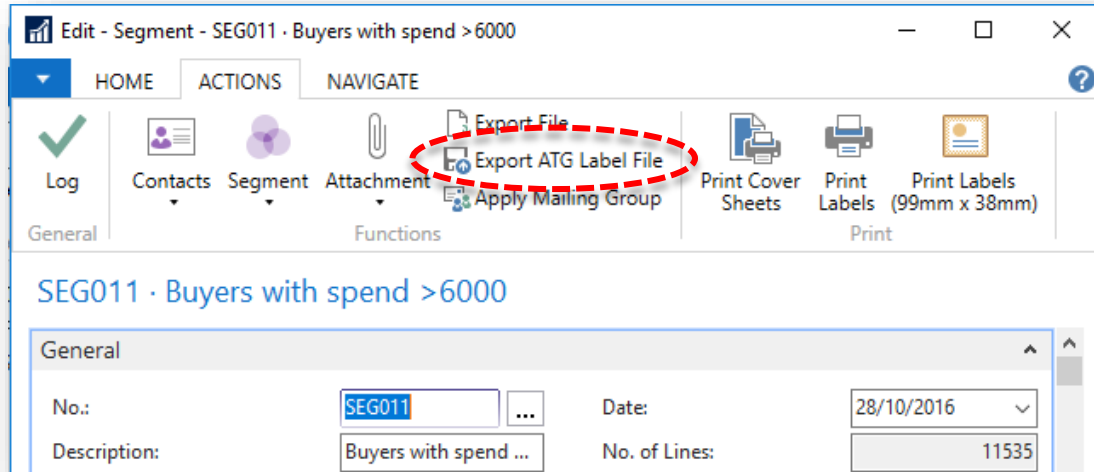 Edit - Segment - SEG011 · Buyers with spend >6000
HOME ACTIONS NAVIGATE
Log
Contacts
Segment
Attachment
Export File
Export ATG Label File
Apply Mailing Group
Print Cover Sheets
Print Labels
Print Labels (99mm x 38mm)
General
Functions
Print
SEG011 · Buyers with spend >6000
General
No.: SEG011 ... Date: 28/10/2016
Description: Buyers with spend ... No. of Lines: 11535